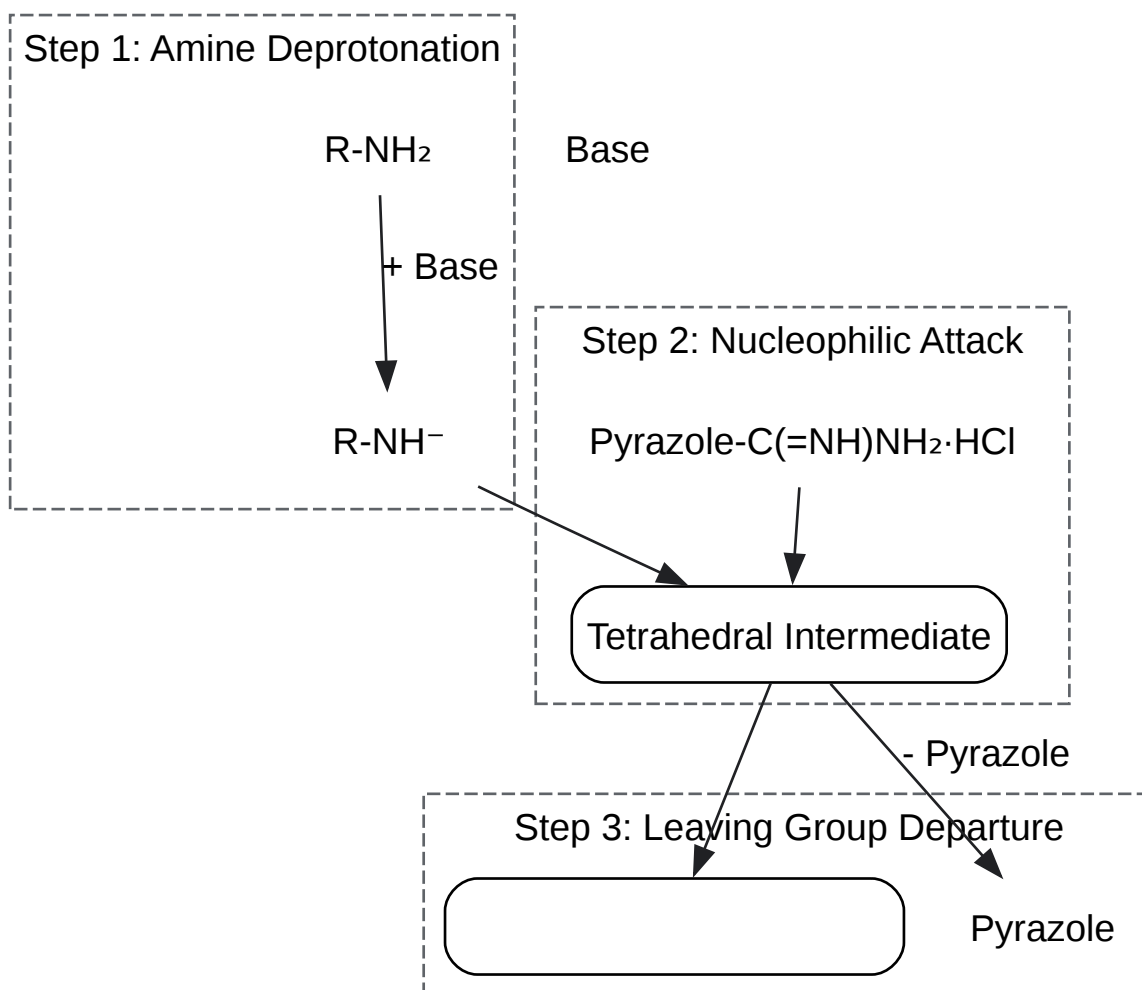 Step 1: Amine Deprotonation
R-NH₂
Base
+ Base
Step 2: Nucleophilic Attack
R-NH⁻
Pyrazole-C(=NH)NH₂·HCl
Tetrahedral Intermediate
- Pyrazole
Step 3: Leaving Group Departure
Pyrazole